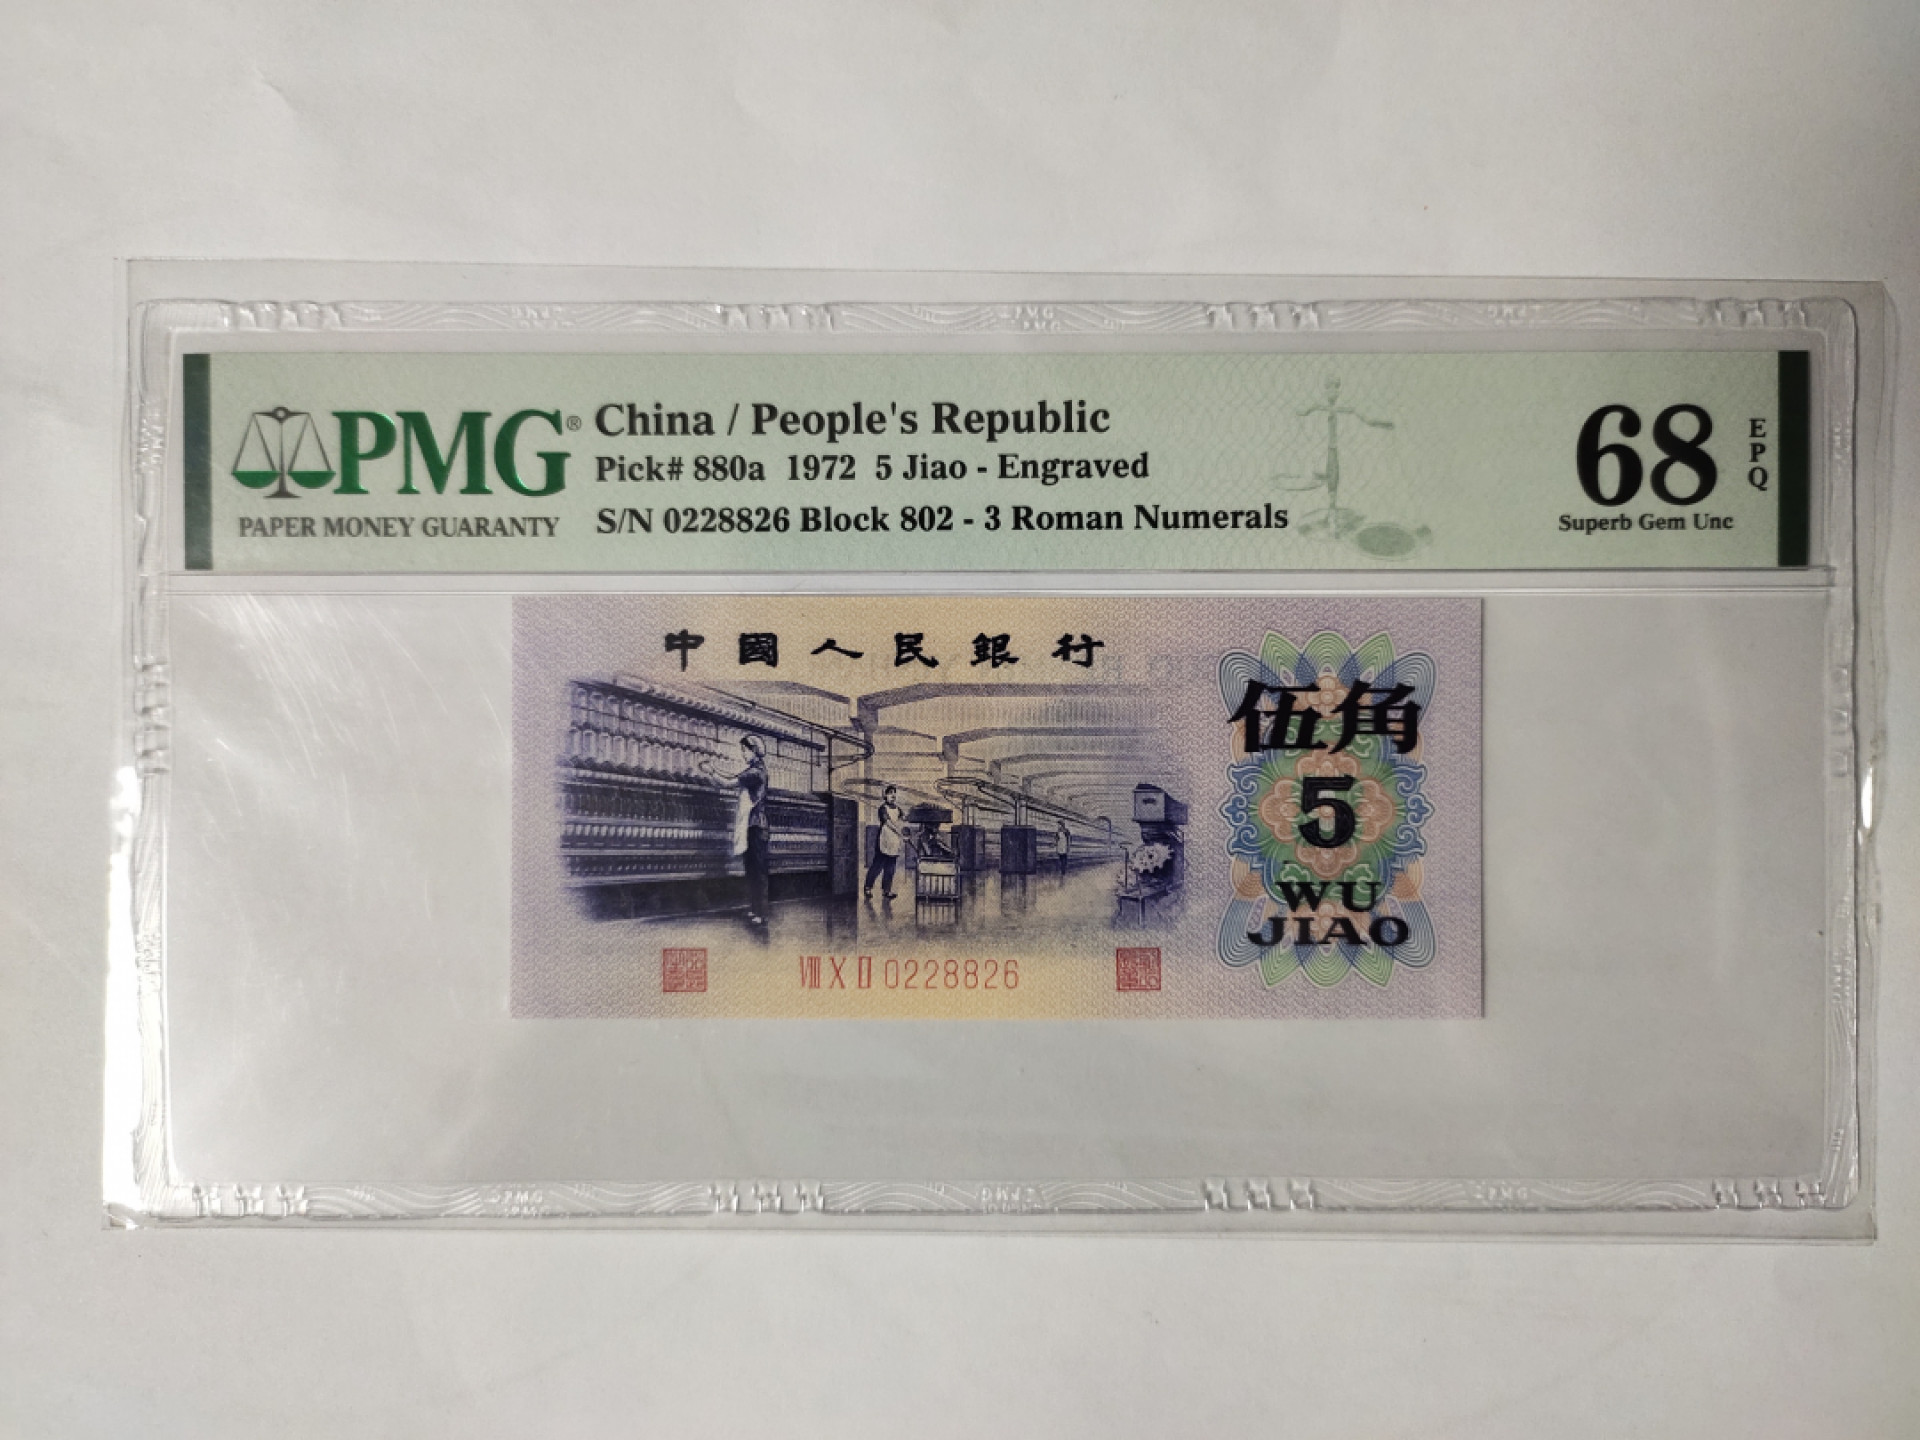 PMG®
PAPER MONEY GUARANTY
China / People's Republic
Pick# 880a 1972 5 Jiao - Engraved
S/N 0228826 Block 802 - 3 Roman Numerals
68
EPQ
Superb Gem Unc
中國人民銀行
伍角
5
WU
JIAO
Ⅷ Ⅹ Ⅱ 0228826